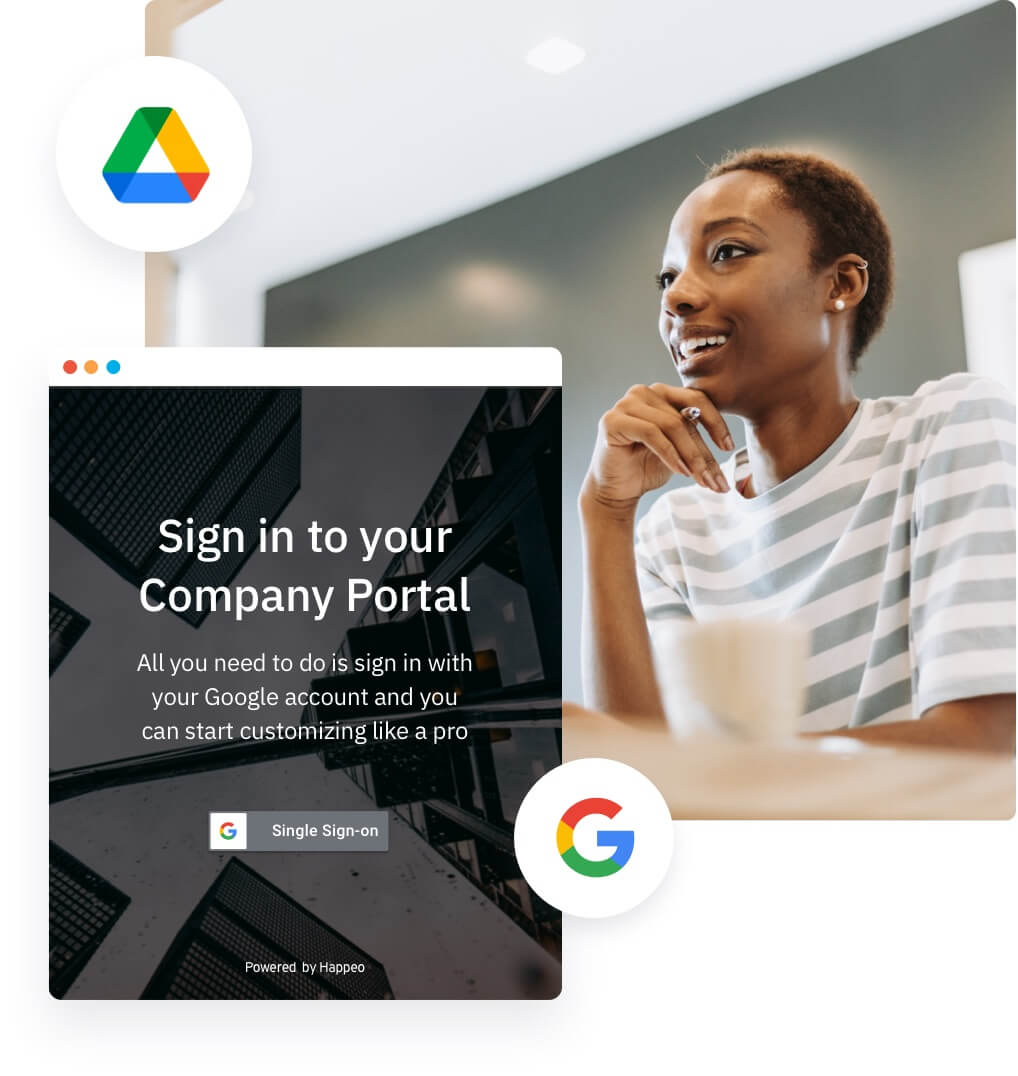 Sign in to your
Company Portal
All you need to do is sign in with
your Google account and you
can start customizing like a pro
Single Sign-on
Powered by Happeo